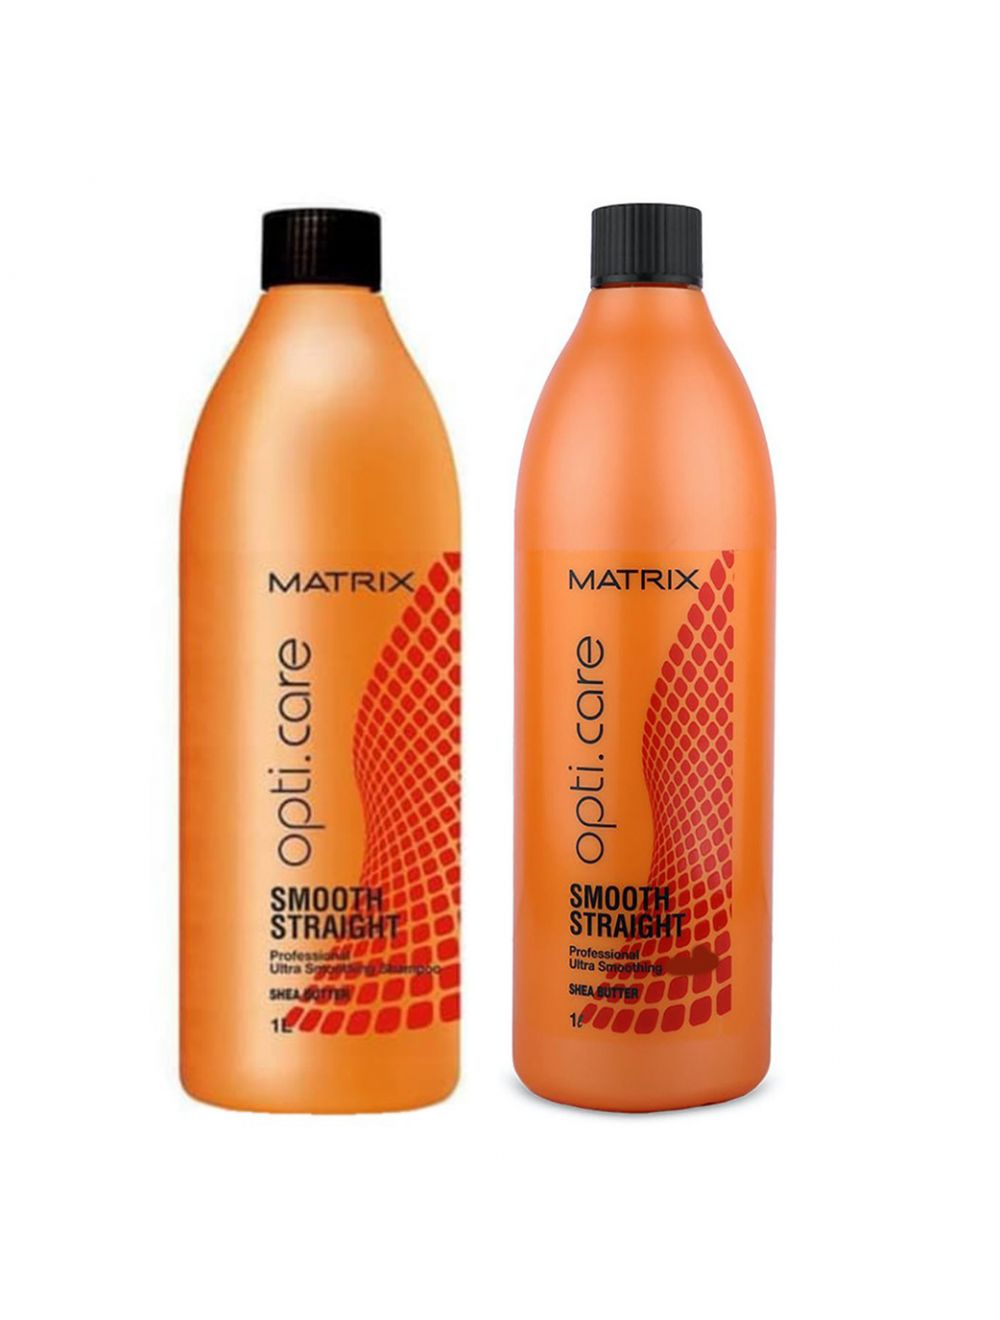 MATRIX
opti.care
SMOOTH
STRAIGHT
Professional
Ultra Smoothing Shampoo
SHEA BUTTER
1L
MATRIX
opti.care
SMOOTH
STRAIGHT
Professional
Ultra Smoothing
SHEA BUTTER
1ℓ